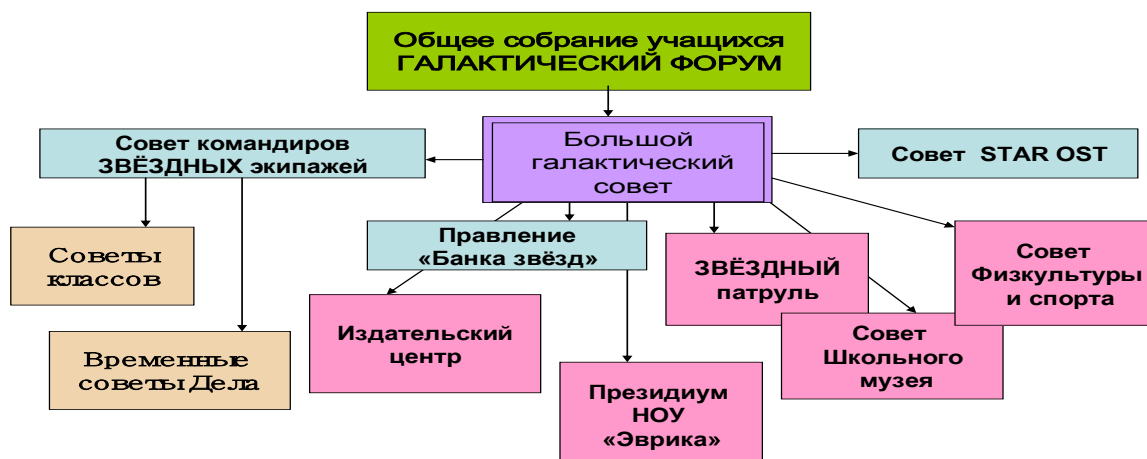 Общее собрание учащихся
ГАЛАКТИЧЕСКИЙ ФОРУМ
Большой
галактический
совет
Совет командиров
ЗВЁЗДНЫХ экипажей
Совет STAR OST
Правление
«Банка звёзд»
Советы
классов
Временные
советы Дела
Издательский
центр
Президиум
НОУ
«Эврика»
ЗВЁЗДНЫЙ
патруль
Совет
Школьного
музея
Совет
Физкультуры
и спорта